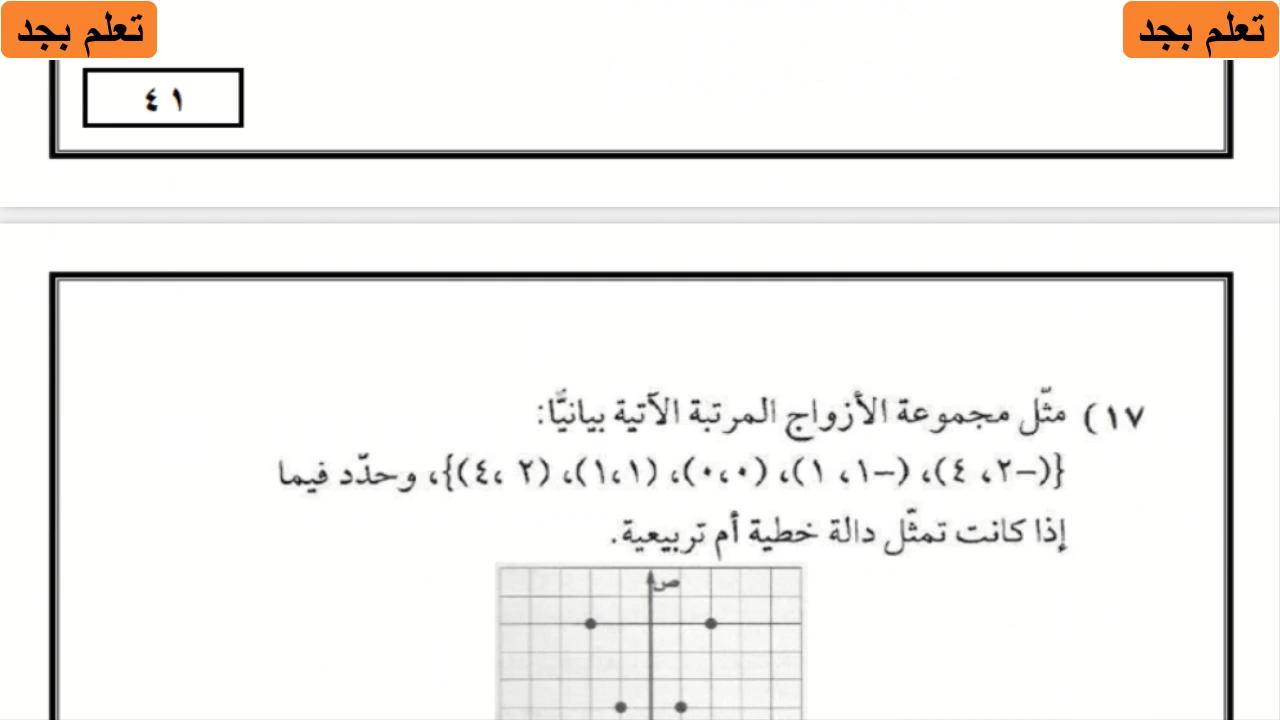 تعلم بجد
تعلم بجد
٤١
١٧) مثّل مجموعة الأزواج المرتبة الآتية بيانيًّا:
{(–٢، ٤)، (–١، ١)، (٠،٠)، (١،١)، (٢ ،٤)}، وحدّد فيما
إذا كانت تمثّل دالة خطية أم تربيعية.
ص